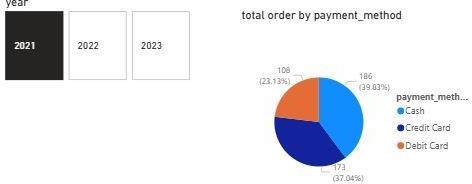 year
2021
2022
2023
total order by payment_method
108
(23.13%)
186
(39.83%)
173
(37.04%)
payment_meth...
Cash
Credit Card
Debit Card